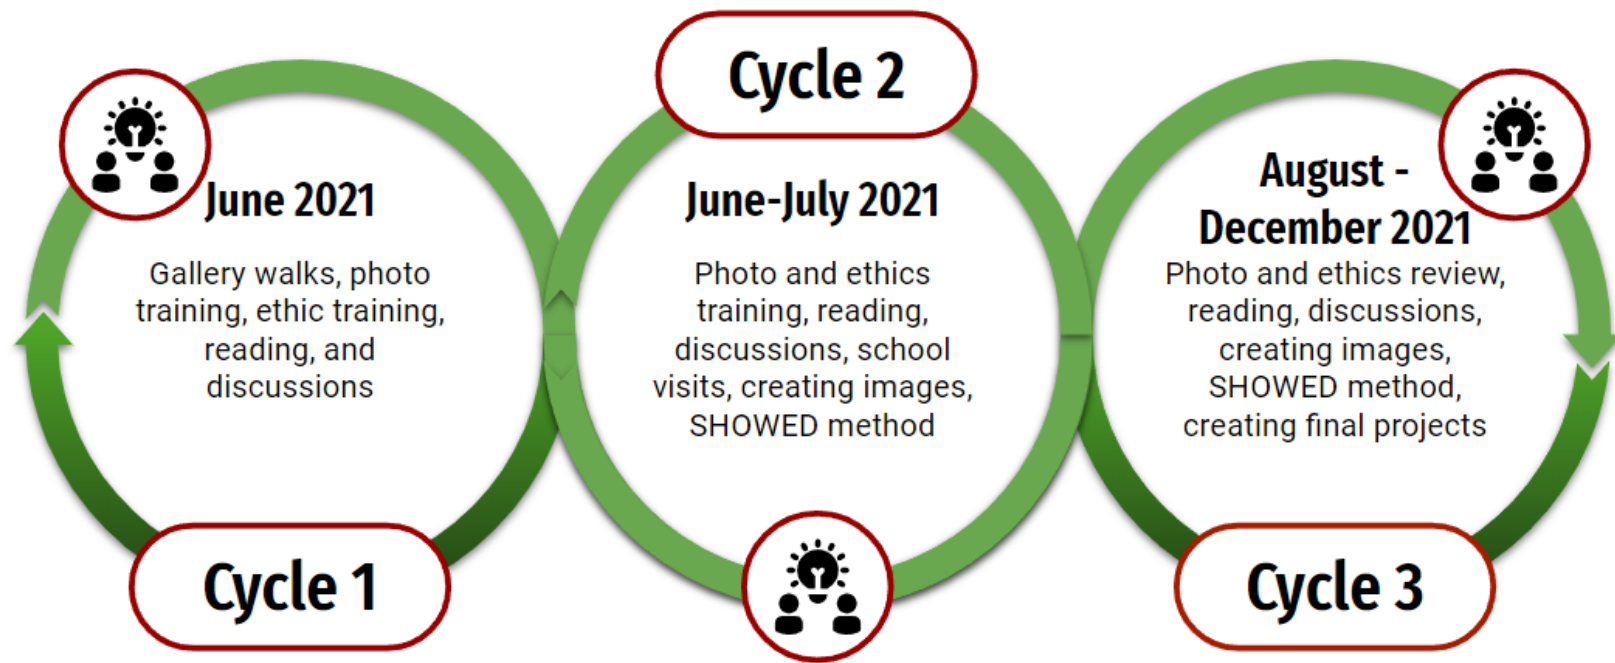 Cycle 1
June 2021
Gallery walks, photo
training, ethic training,
reading, and
discussions
Cycle 2
June-July 2021
Photo and ethics
training, reading,
discussions, school
visits, creating images,
SHOWED method
August -
December 2021
Photo and ethics review,
reading, discussions,
creating images,
SHOWED method,
creating final projects
Cycle 3